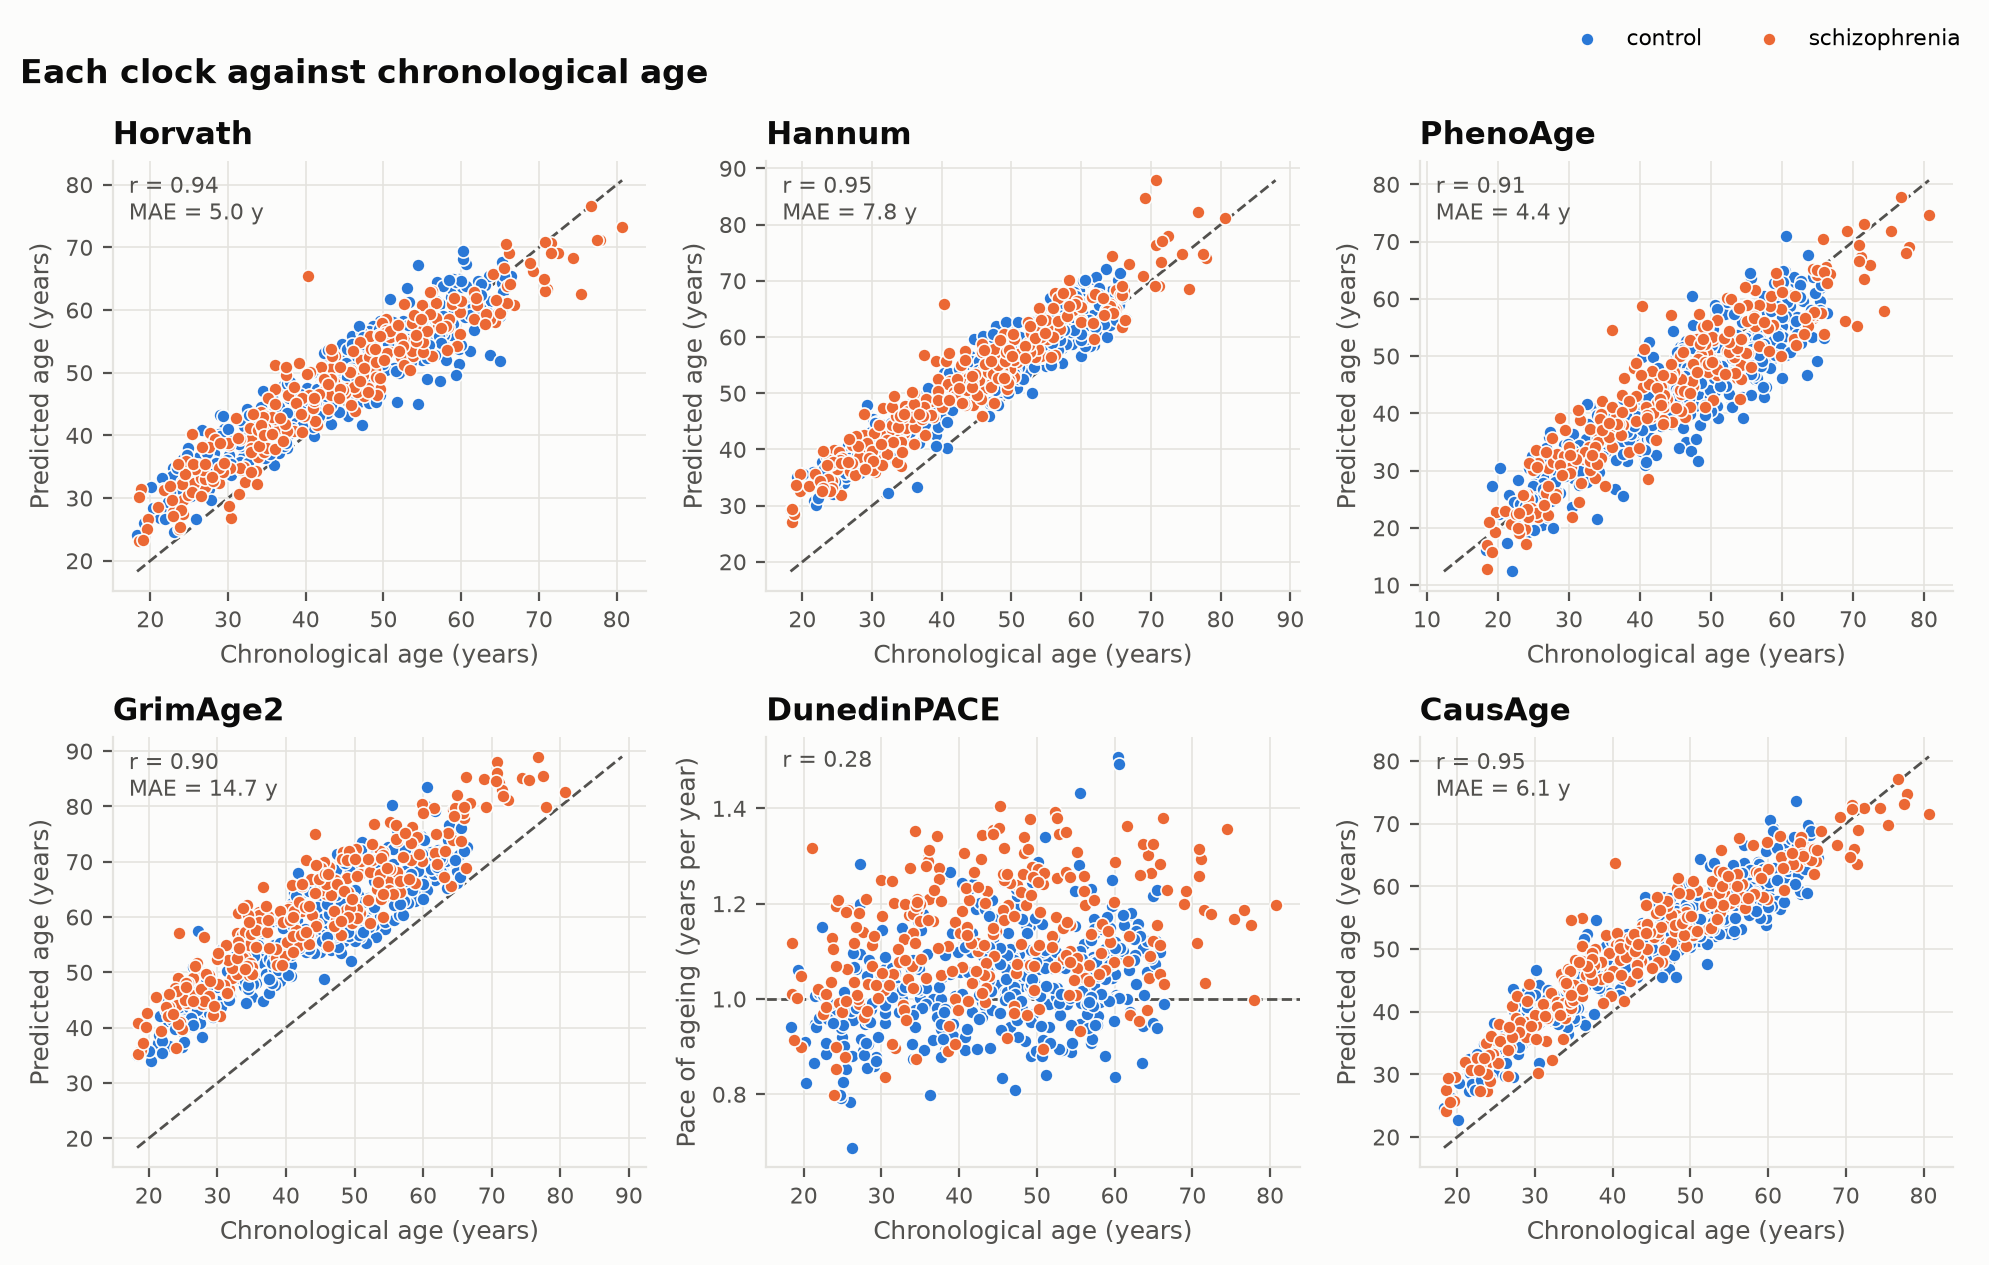 control
schizophrenia
Each clock against chronological age
Horvath
r = 0.94
MAE = 5.0 y
Predicted age (years)
80
70
60
50
40
30
20
20 30 40 50 60 70 80
Chronological age (years)
Hannum
r = 0.95
MAE = 7.8 y
Predicted age (years)
90
80
70
60
50
40
30
20
20 30 40 50 60 70 80 90
Chronological age (years)
PhenoAge
r = 0.91
MAE = 4.4 y
Predicted age (years)
80
70
60
50
40
30
20
10
10 20 30 40 50 60 70 80
Chronological age (years)
GrimAge2
r = 0.90
MAE = 14.7 y
Predicted age (years)
90
80
70
60
50
40
30
20
20 30 40 50 60 70 80 90
Chronological age (years)
DunedinPACE
r = 0.28
Pace of ageing (years per year)
1.4
1.2
1.0
0.8
20 30 40 50 60 70 80
Chronological age (years)
CausAge
r = 0.95
MAE = 6.1 y
Predicted age (years)
80
70
60
50
40
30
20
20 30 40 50 60 70 80
Chronological age (years)